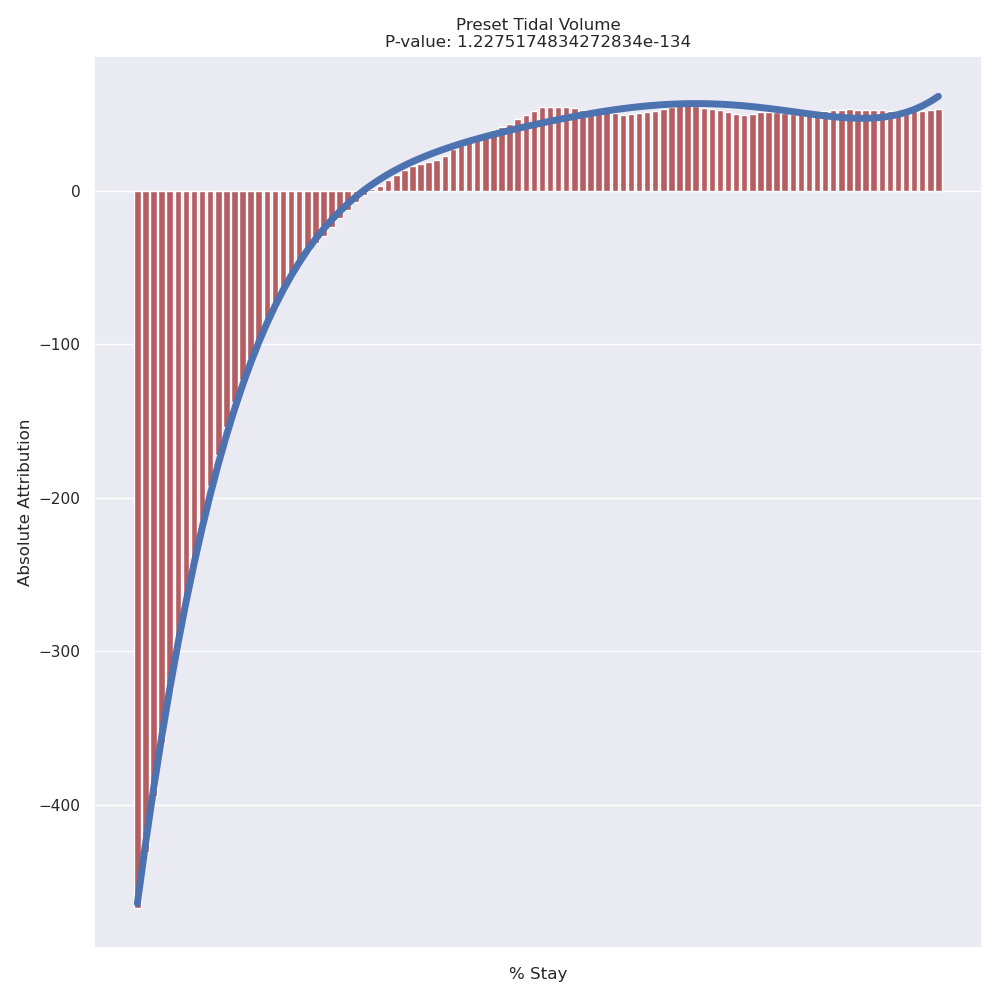 Preset Tidal Volume
P-value: 1.2275174834272834e-134
0
−100
−200
−300
−400
Absolute Attribution
% Stay